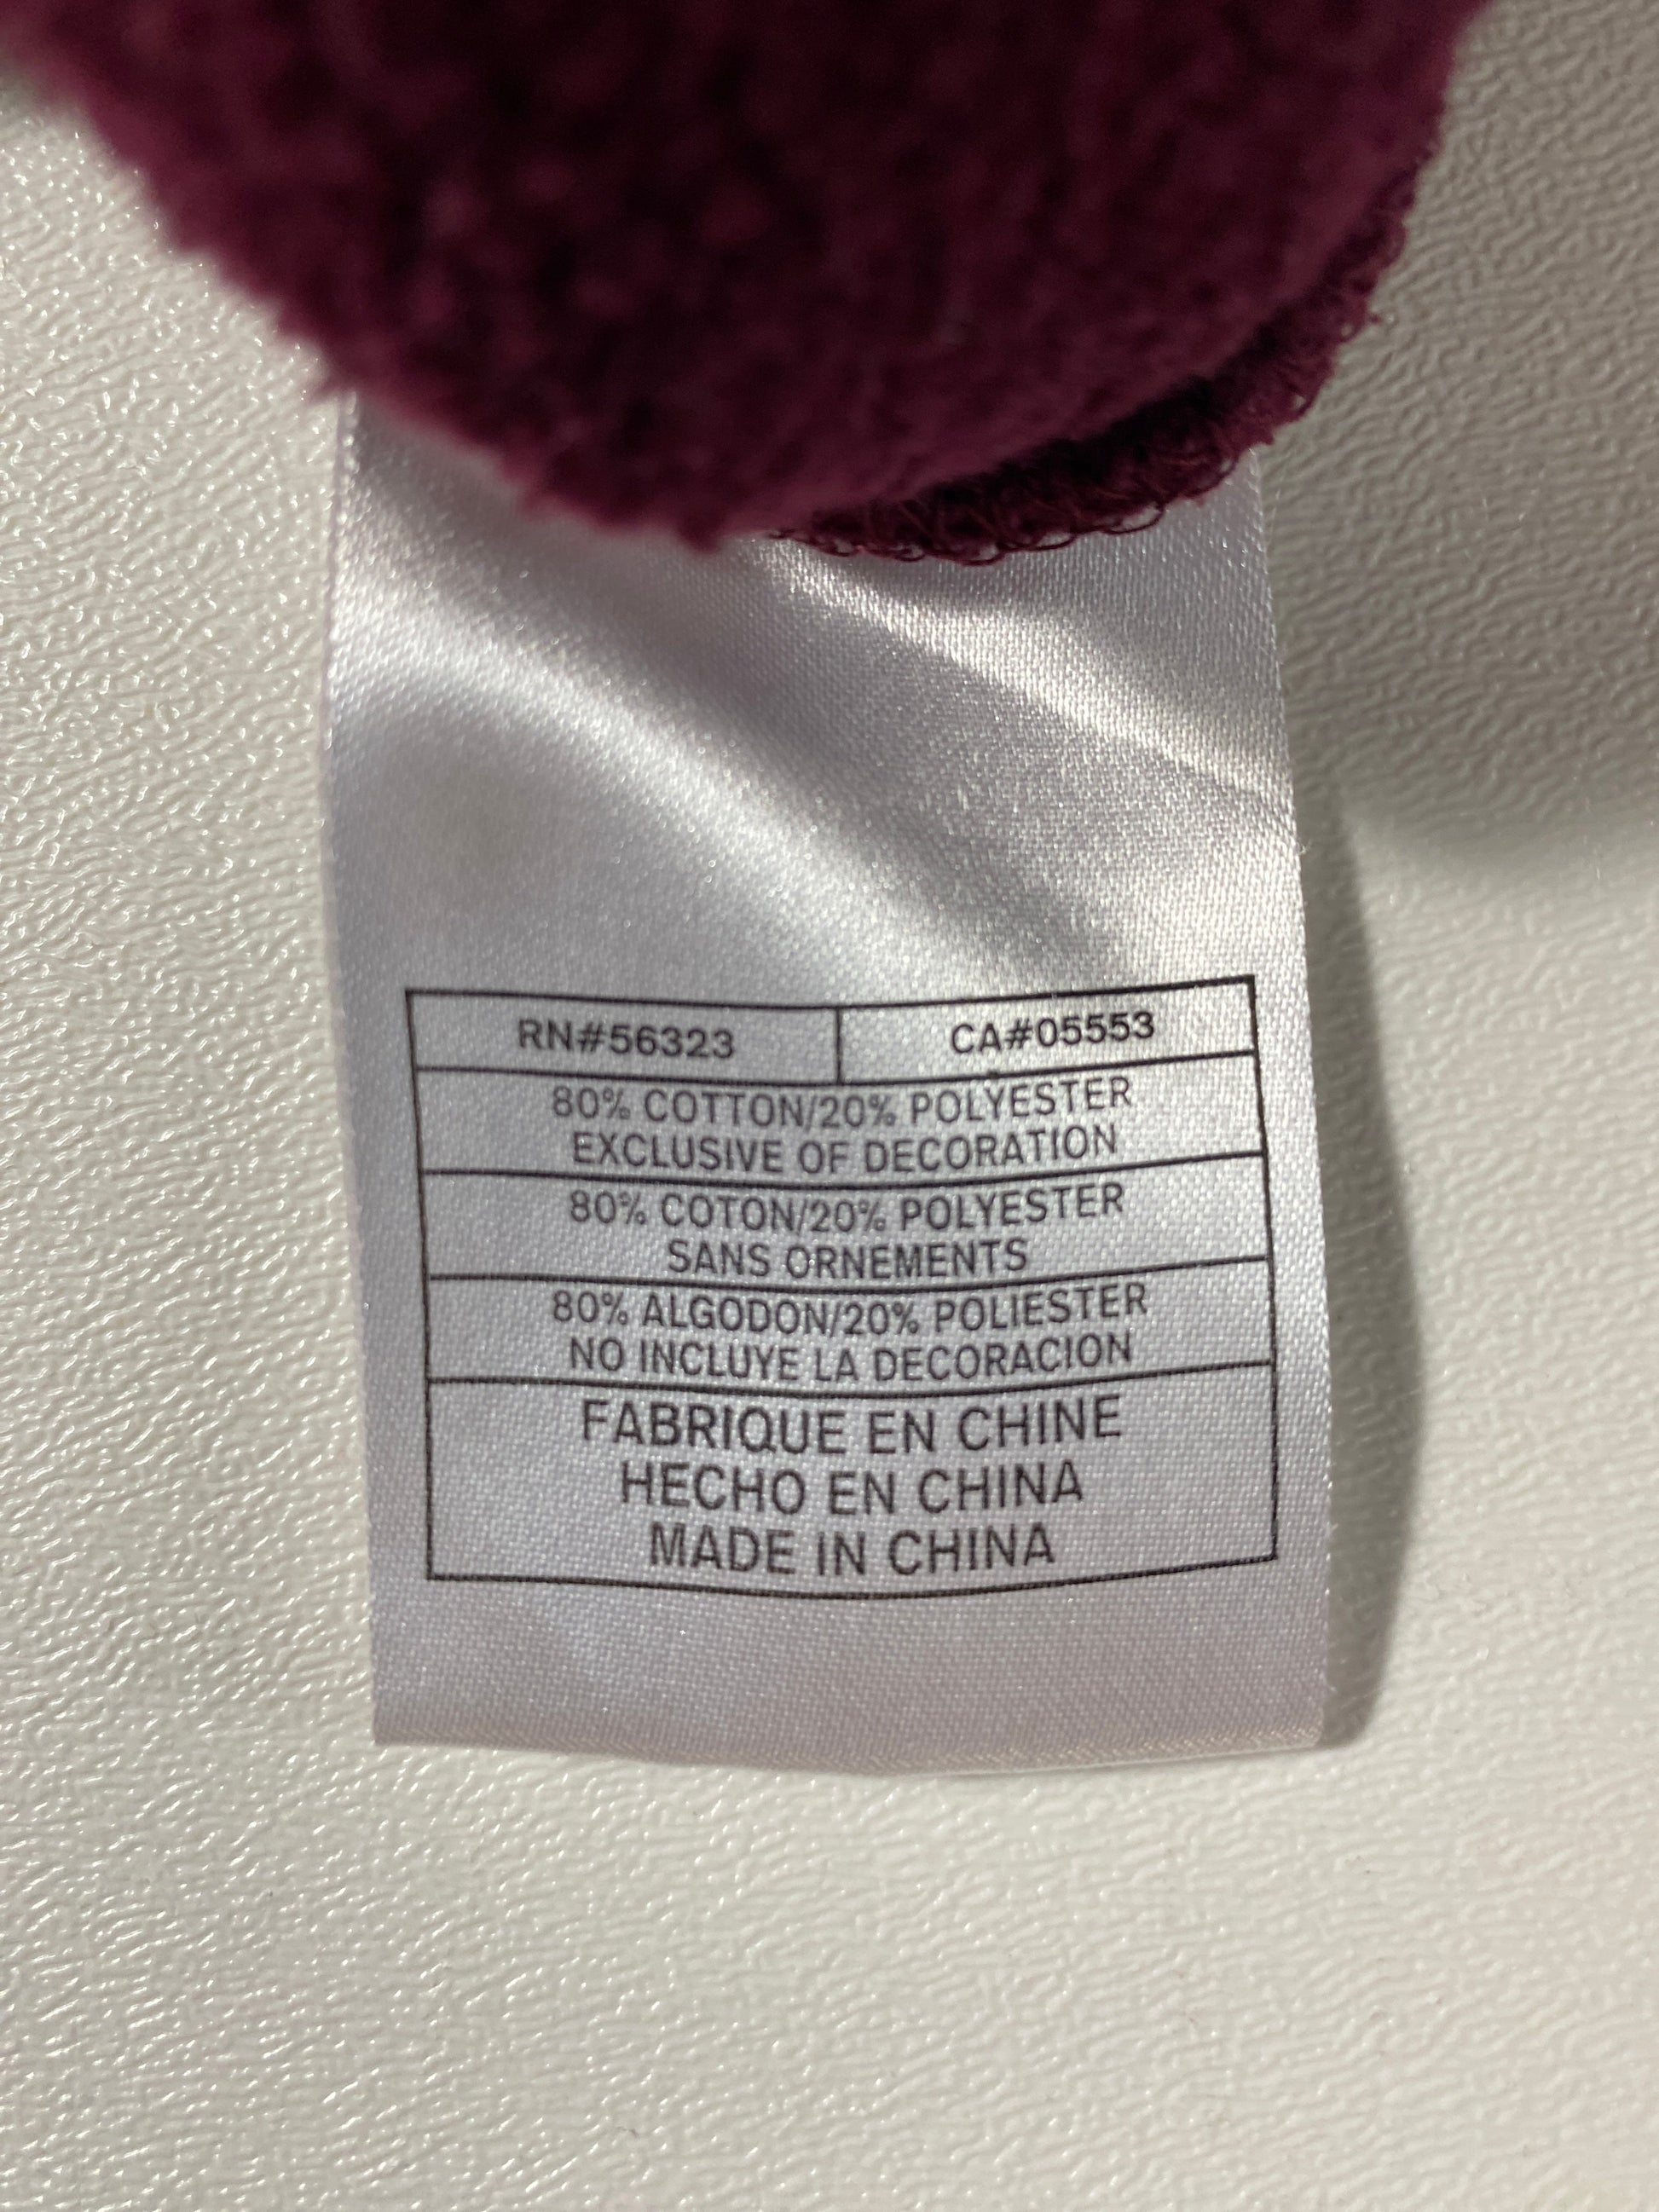 RN#56323 CA#05553
80% COTTON/20% POLYESTER
EXCLUSIVE OF DECORATION
80% COTON/20% POLYESTER
SANS ORNEMENTS
80% ALGODON/20% POLIESTER
NO INCLUYE LA DECORACION
FABRIQUE EN CHINE
HECHO EN CHINA
MADE IN CHINA